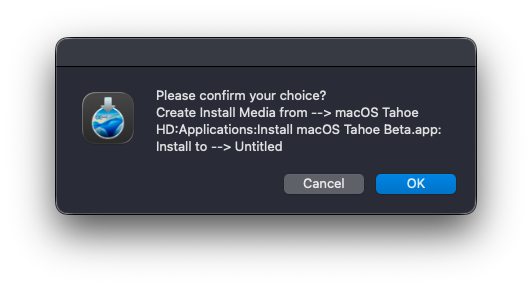 Please confirm your choice?
Create Install Media from --> macOS Tahoe
HD:Applications:Install macOS Tahoe Beta.app:
Install to --> Untitled
Cancel
OK